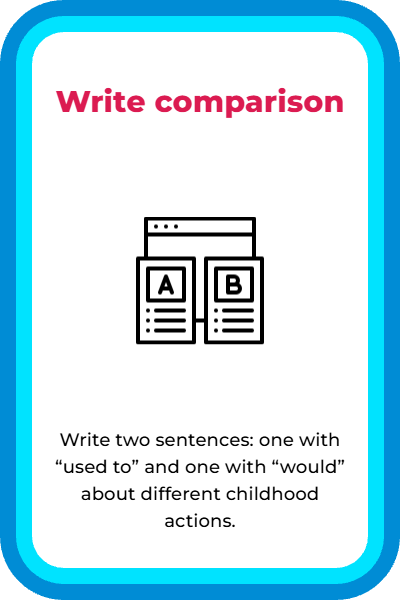 Write comparison
A B
Write two sentences: one with
“used to” and one with “would”
about different childhood
actions.